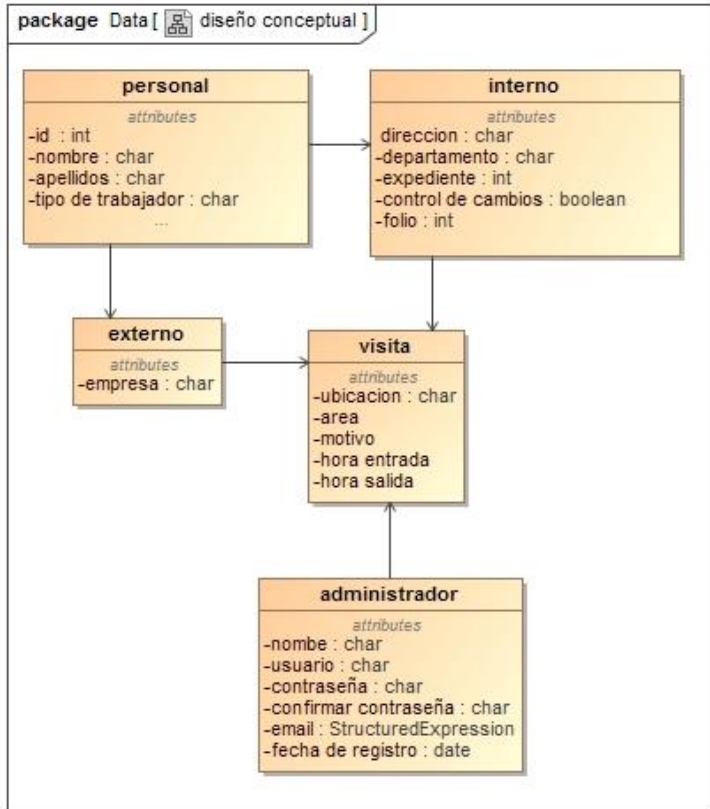 package Data [ diseño conceptual ]
personal
attributes
-id : int
-nombre : char
-apellidos : char
-tipo de trabajador : char
...
interno
attributes
direccion : char
-departamento : char
-expediente : int
-control de cambios : boolean
-folio : int
externo
attributes
-empresa : char
visita
attributes
-ubicacion : char
-area
-motivo
-hora entrada
-hora salida
administrador
attributes
-nombe : char
-usuario : char
-contraseña : char
-confirmar contraseña : char
-email : StructuredExpression
-fecha de registro : date